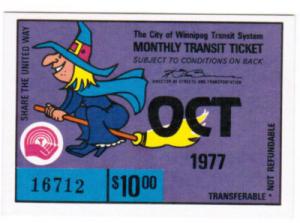 The City of Winnipeg Transit System
MONTHLY TRANSIT TICKET
SUBJECT TO CONDITIONS ON BACK
DIRECTOR OF STREETS AND TRANSPORTATION
SHARE THE UNITED WAY
OCT
1977
16712
$10.00
TRANSFERABLE • NOT REFUNDABLE